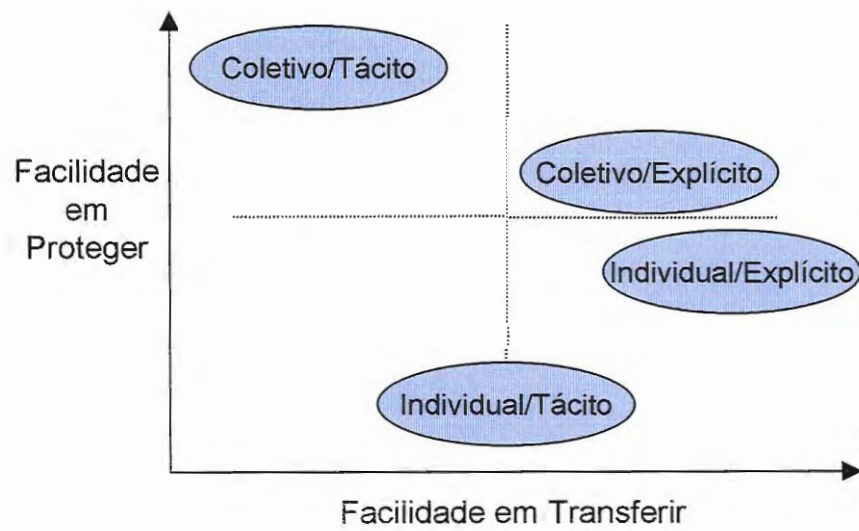 Coletivo/Tácito
Coletivo/Explícito
Facilidade
em
Proteger
Individual/Explícito
Individual/Tácito
Facilidade em Transferir